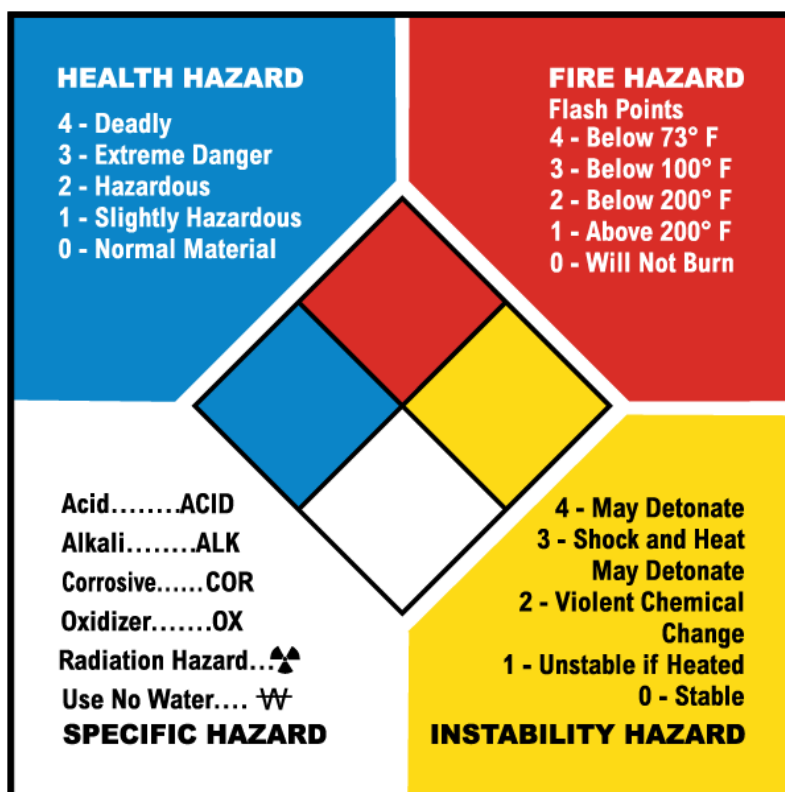 HEALTH HAZARD
4 - Deadly
3 - Extreme Danger
2 - Hazardous
1 - Slightly Hazardous
0 - Normal Material
FIRE HAZARD
Flash Points
4 - Below 73° F
3 - Below 100° F
2 - Below 200° F
1 - Above 200° F
0 - Will Not Burn
Acid........ACID
Alkali........ALK
Corrosive......COR
Oxidizer.......OX
Radiation Hazard...☢
Use No Water.... W̶
SPECIFIC HAZARD
4 - May Detonate
3 - Shock and Heat
May Detonate
2 - Violent Chemical
Change
1 - Unstable if Heated
0 - Stable
INSTABILITY HAZARD